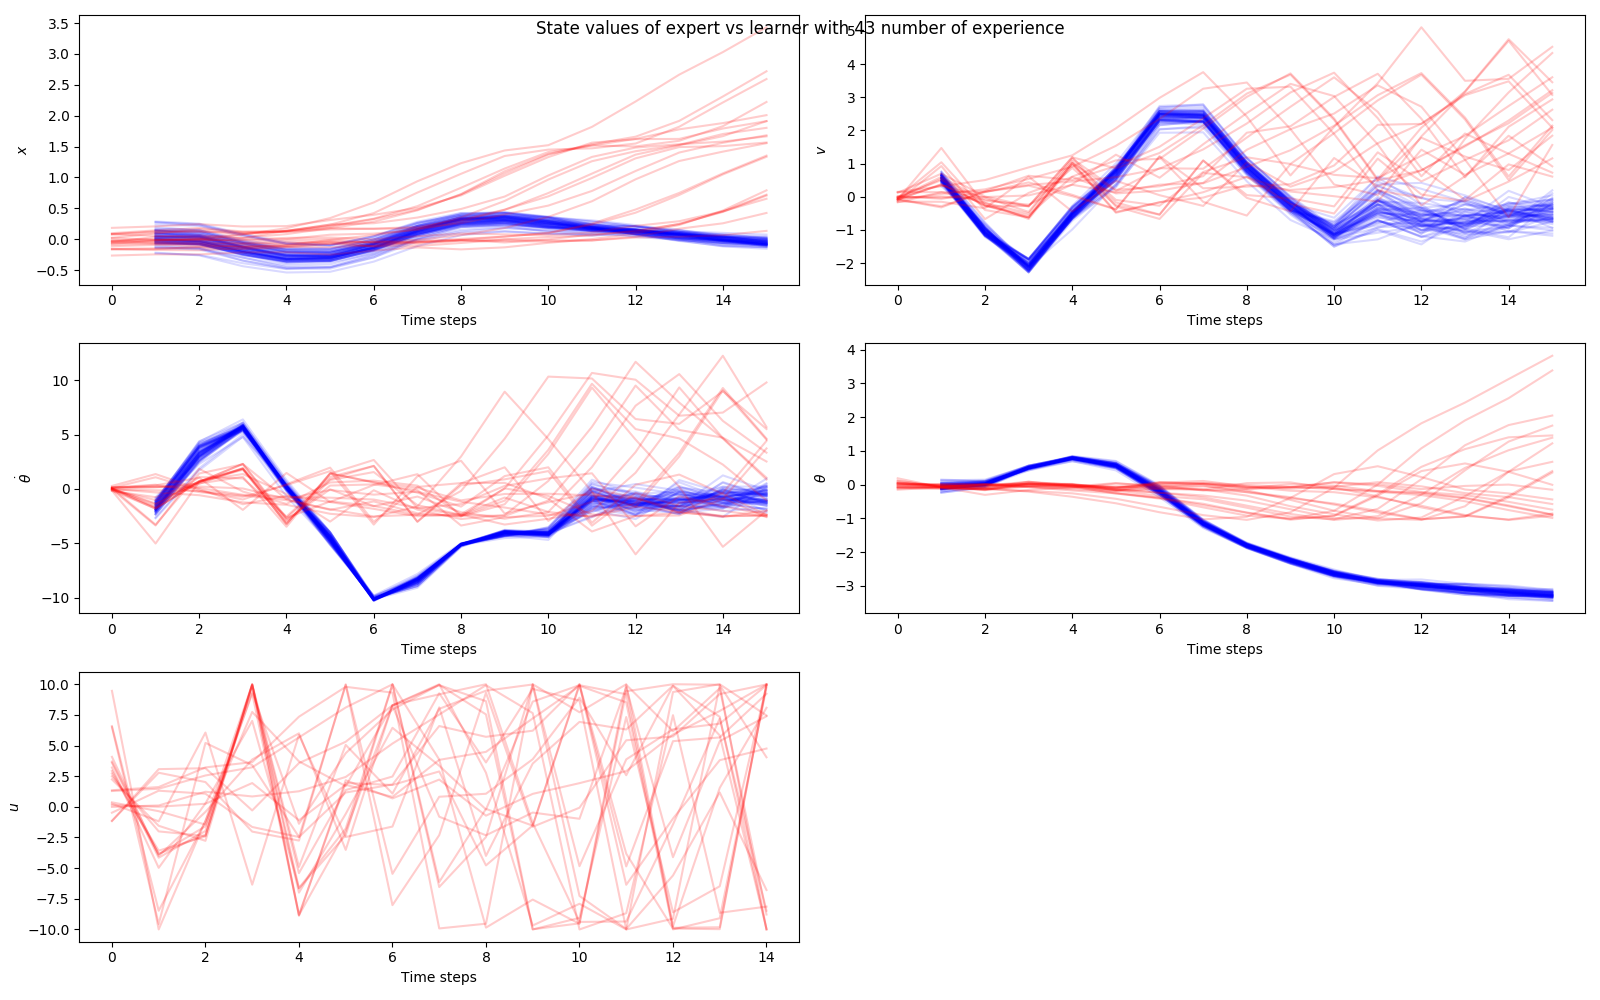 State values of expert vs learner with 43 number of experience
3.5
3.0
2.5
2.0
1.5
1.0
0.5
0.0
−0.5
x
0 2 4 6 8 10 12 14
Time steps
5
4
3
2
1
0
−1
−2
v
0 2 4 6 8 10 12 14
Time steps
10
5
0
−5
−10
θ̇
0 2 4 6 8 10 12 14
Time steps
4
3
2
1
0
−1
−2
−3
θ
0 2 4 6 8 10 12 14
Time steps
10.0
7.5
5.0
2.5
0.0
−2.5
−5.0
−7.5
−10.0
u
0 2 4 6 8 10 12 14
Time steps